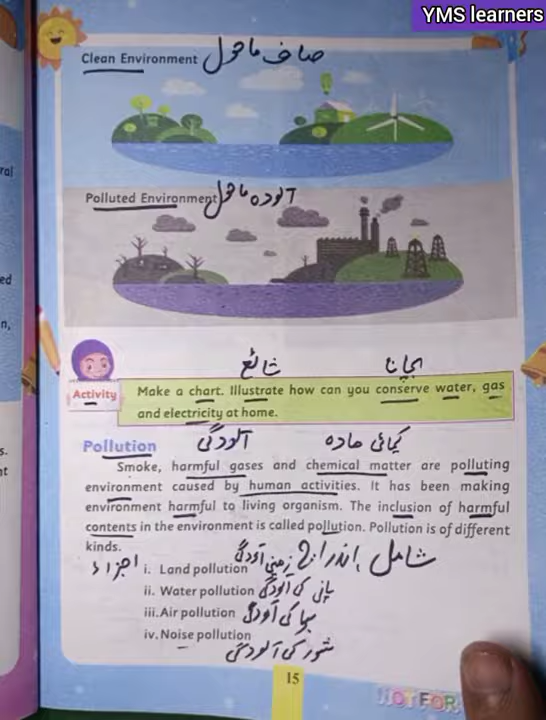 YMS learners
Clean Environment صاف ماحول
Polluted Environment آلودہ ماحول
ضائع بچانا
Activity
Make a chart. Illustrate how can you conserve water, gas
and electricity at home.
Pollution آلودگی کیمیائی مادہ
Smoke, harmful gases and chemical matter are polluting
environment caused by human activities. It has been making
environment harmful to living organism. The inclusion of harmful
contents in the environment is called pollution. Pollution is of different
kinds.
اجزاء زمینی آلودگی اندراج شامل
i. Land pollution
ii. Water pollution پانی کی آلودگی
iii. Air pollution ہوا کی آلودگی
iv. Noise pollution
شور کی آلودگی
15
NOT FOR